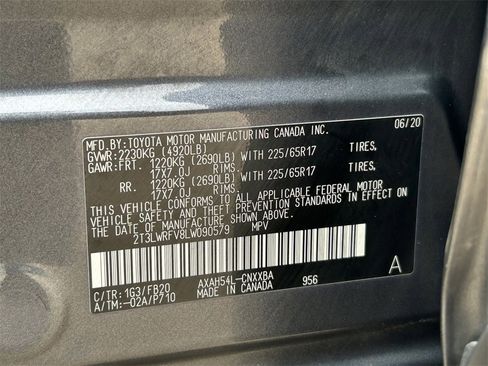 MFD.BY:TOYOTA MOTOR MANUFACTURING CANADA INC. 06/20
GVWR:2230KG (4920LB)
GAWR:FRT. 1220KG (2690LB) WITH 225/65R17 TIRES,
17X7.0J RIMS,
RR. 1220KG (2690LB) WITH 225/65R17 TIRES,
17X7.0J RIMS.
THIS VEHICLE CONFORMS TO ALL APPLICABLE FEDERAL MOTOR
VEHICLE SAFETY AND THEFT PREVENTION STANDARDS IN EFFECT ON
THE DATE OF MANUFACTURE SHOWN ABOVE.
2T3LWRFV8LW090579 MPV
C/TR:1G3/FB20 AXAH54L-CNXXBA A
A/TM:-02A/P710 MADE IN CANADA 956